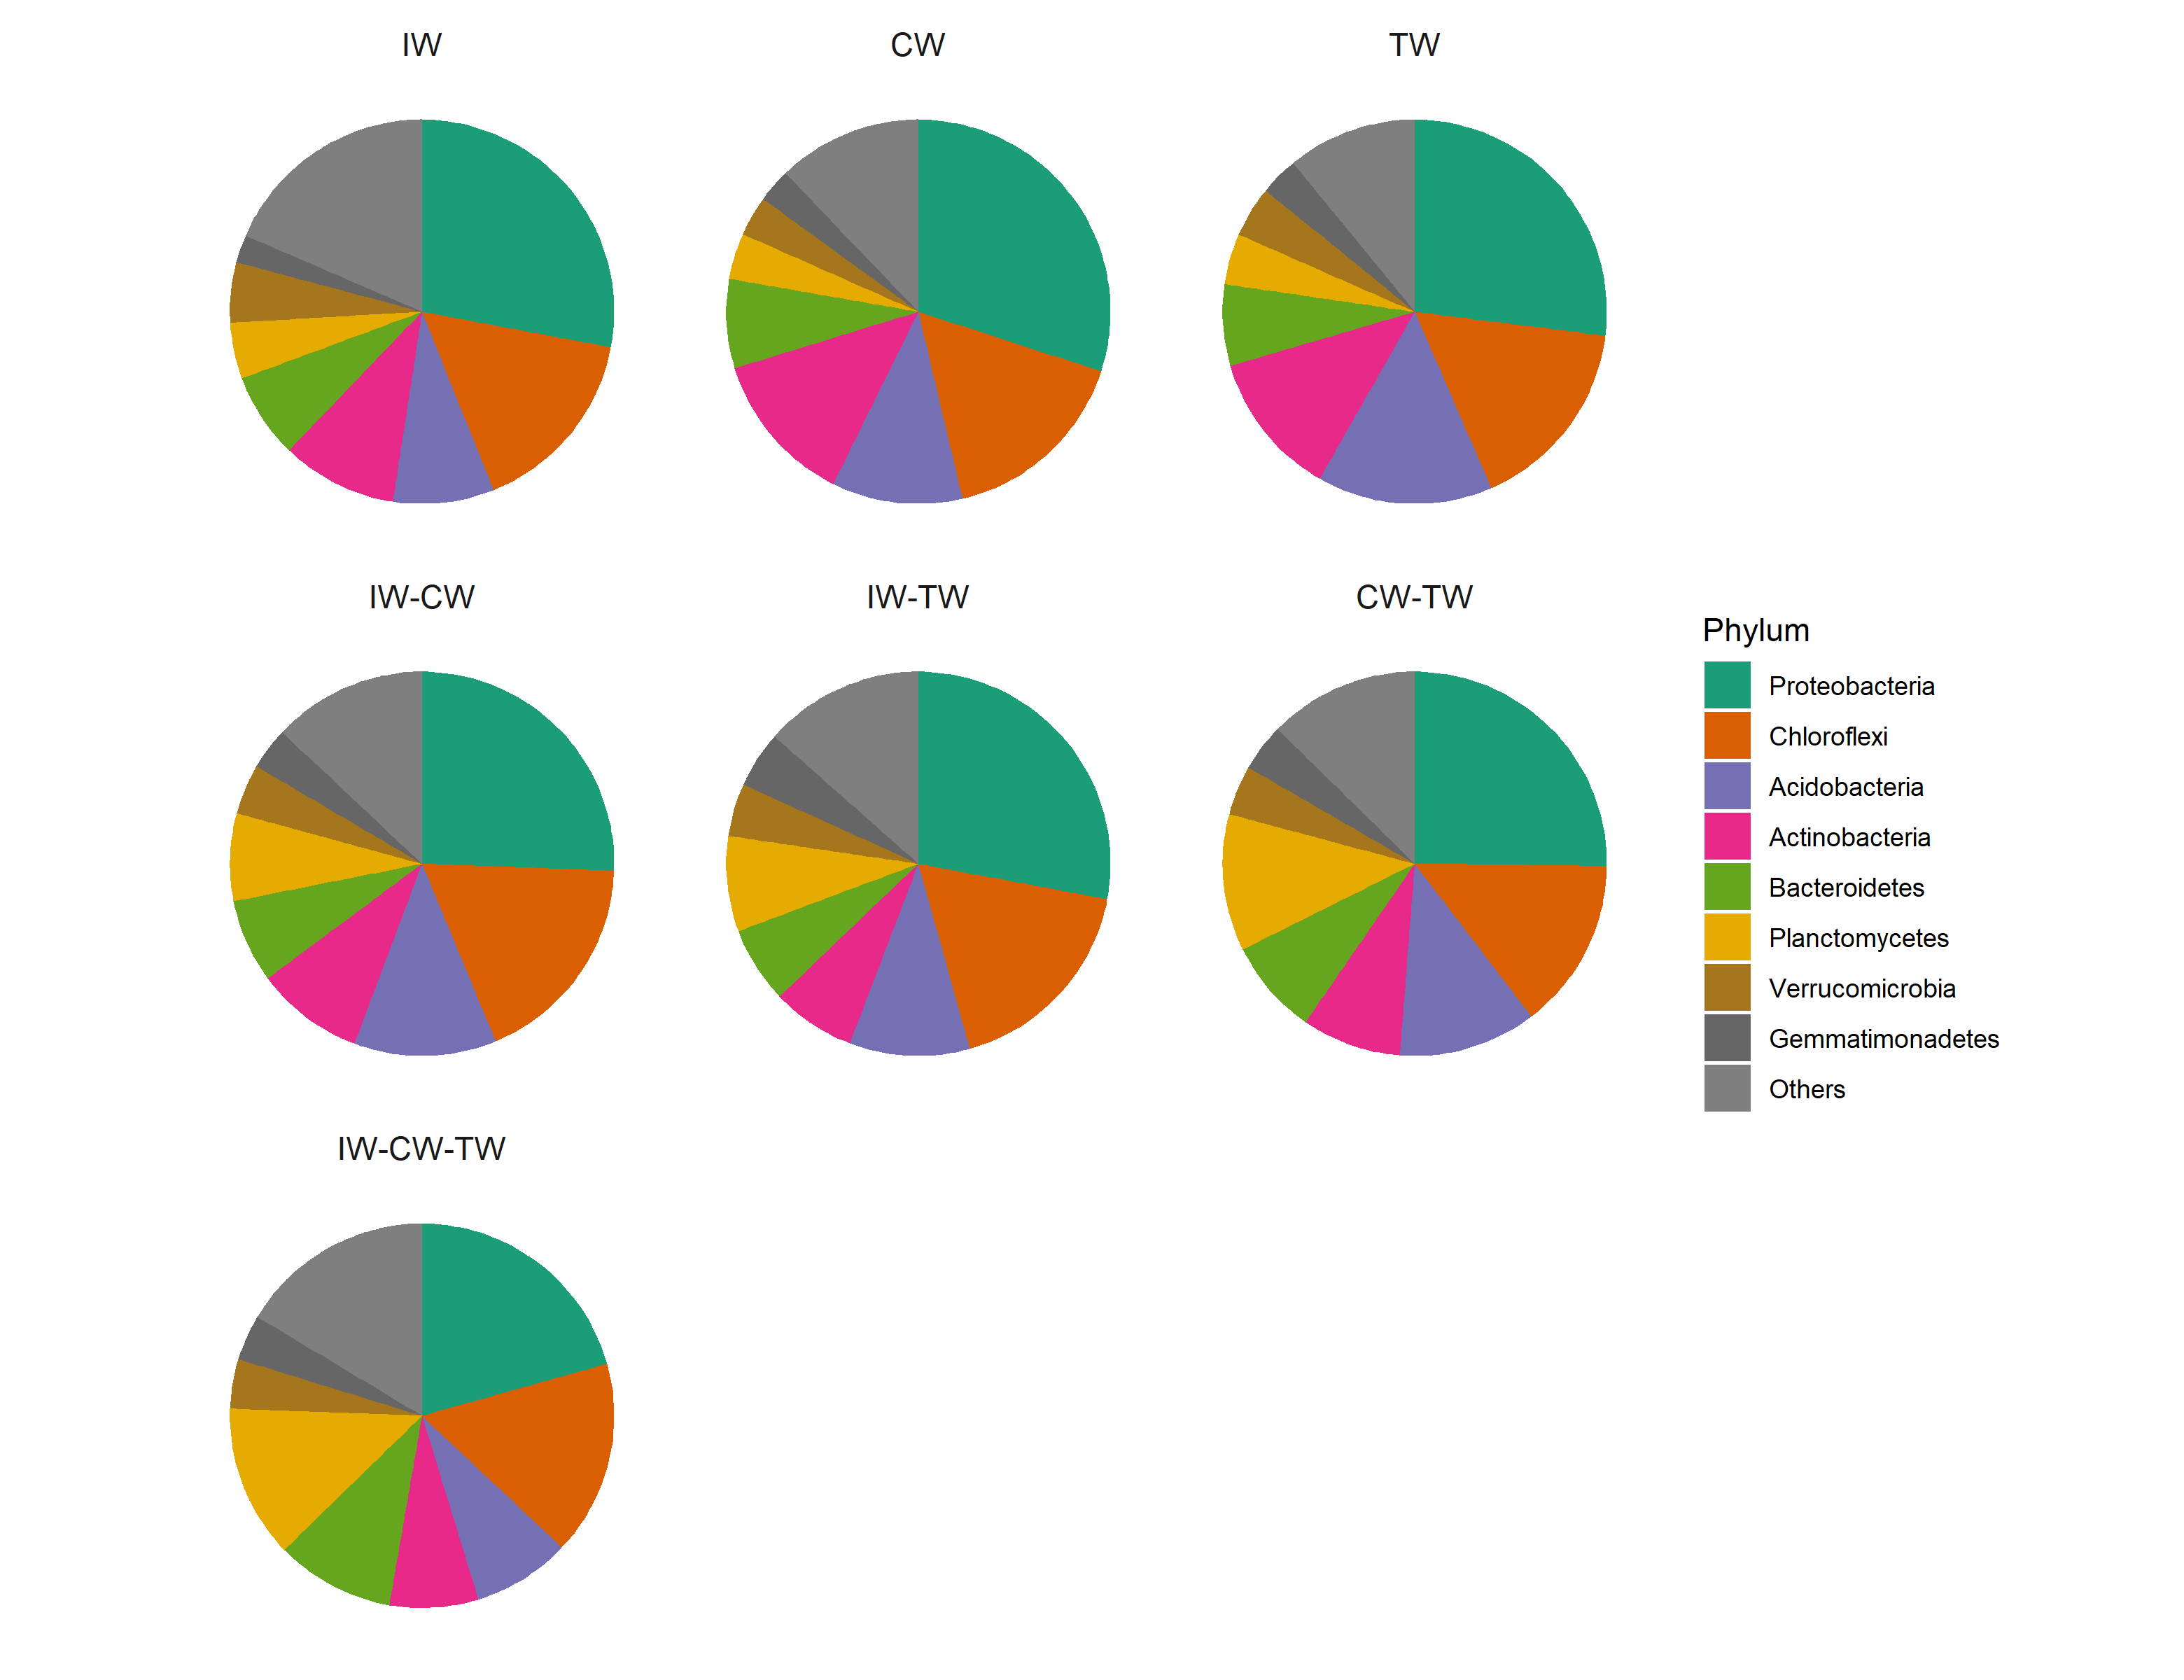 IW
CW
TW
IW-CW
IW-TW
CW-TW
Phylum
Proteobacteria
Chloroflexi
Acidobacteria
Actinobacteria
Bacteroidetes
Planctomycetes
Verrucomicrobia
Gemmatimonadetes
Others
IW-CW-TW